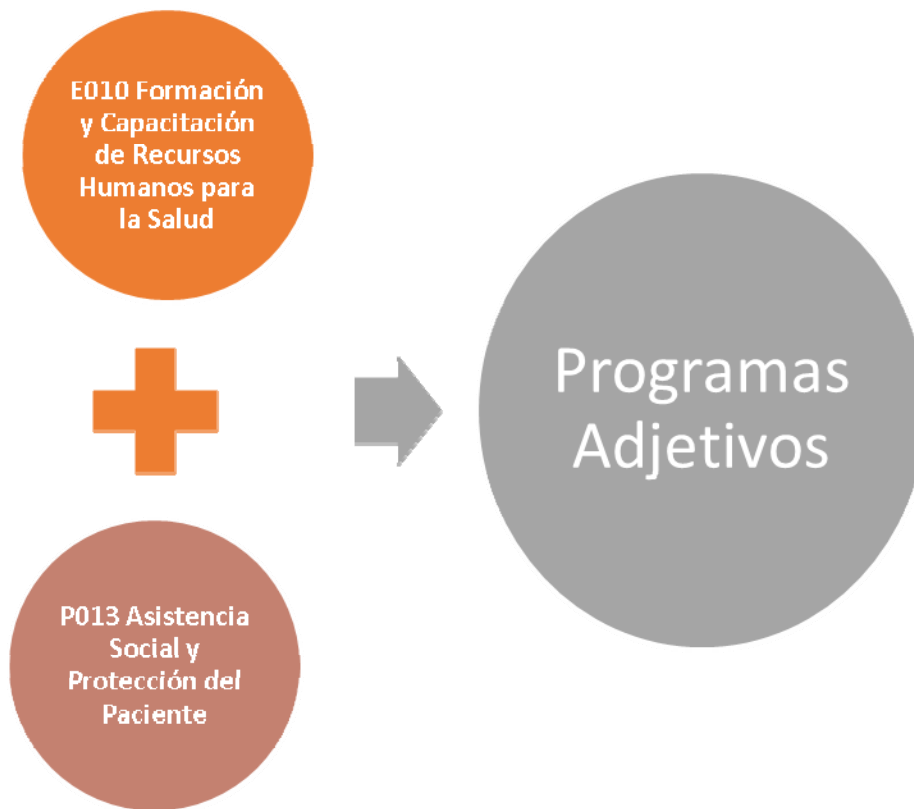 E010 Formación
y Capacitación
de Recursos
Humanos para
la Salud
P013 Asistencia
Social y
Protección del
Paciente
Programas
Adjetivos